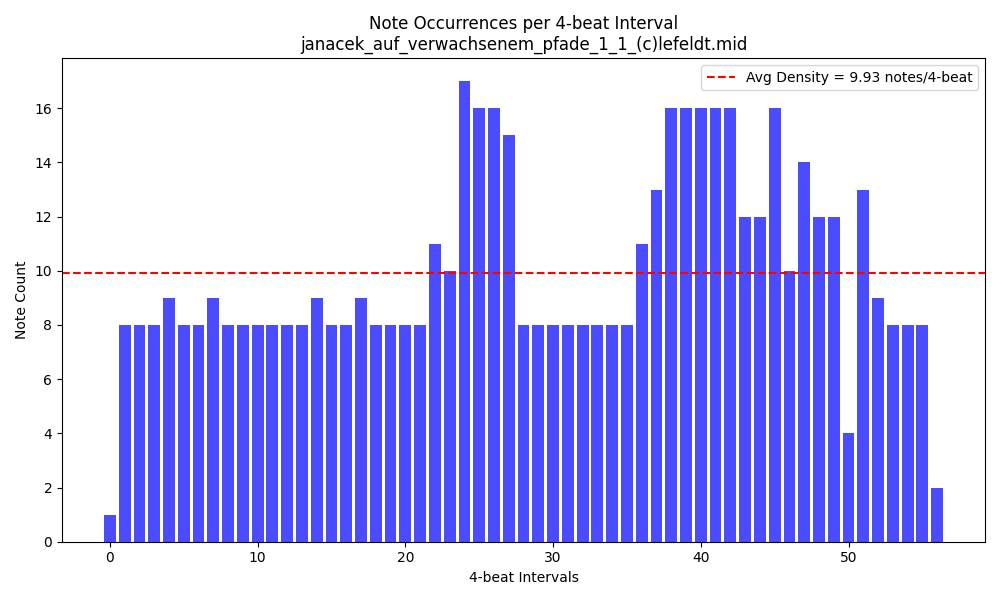 Note Occurrences per 4-beat Interval
janacek_auf_verwachsenem_pfade_1_1_(c)lefeldt.mid
Avg Density = 9.93 notes/4-beat
Note Count
16
14
12
10
8
6
4
2
0
0 10 20 30 40 50
4-beat Intervals